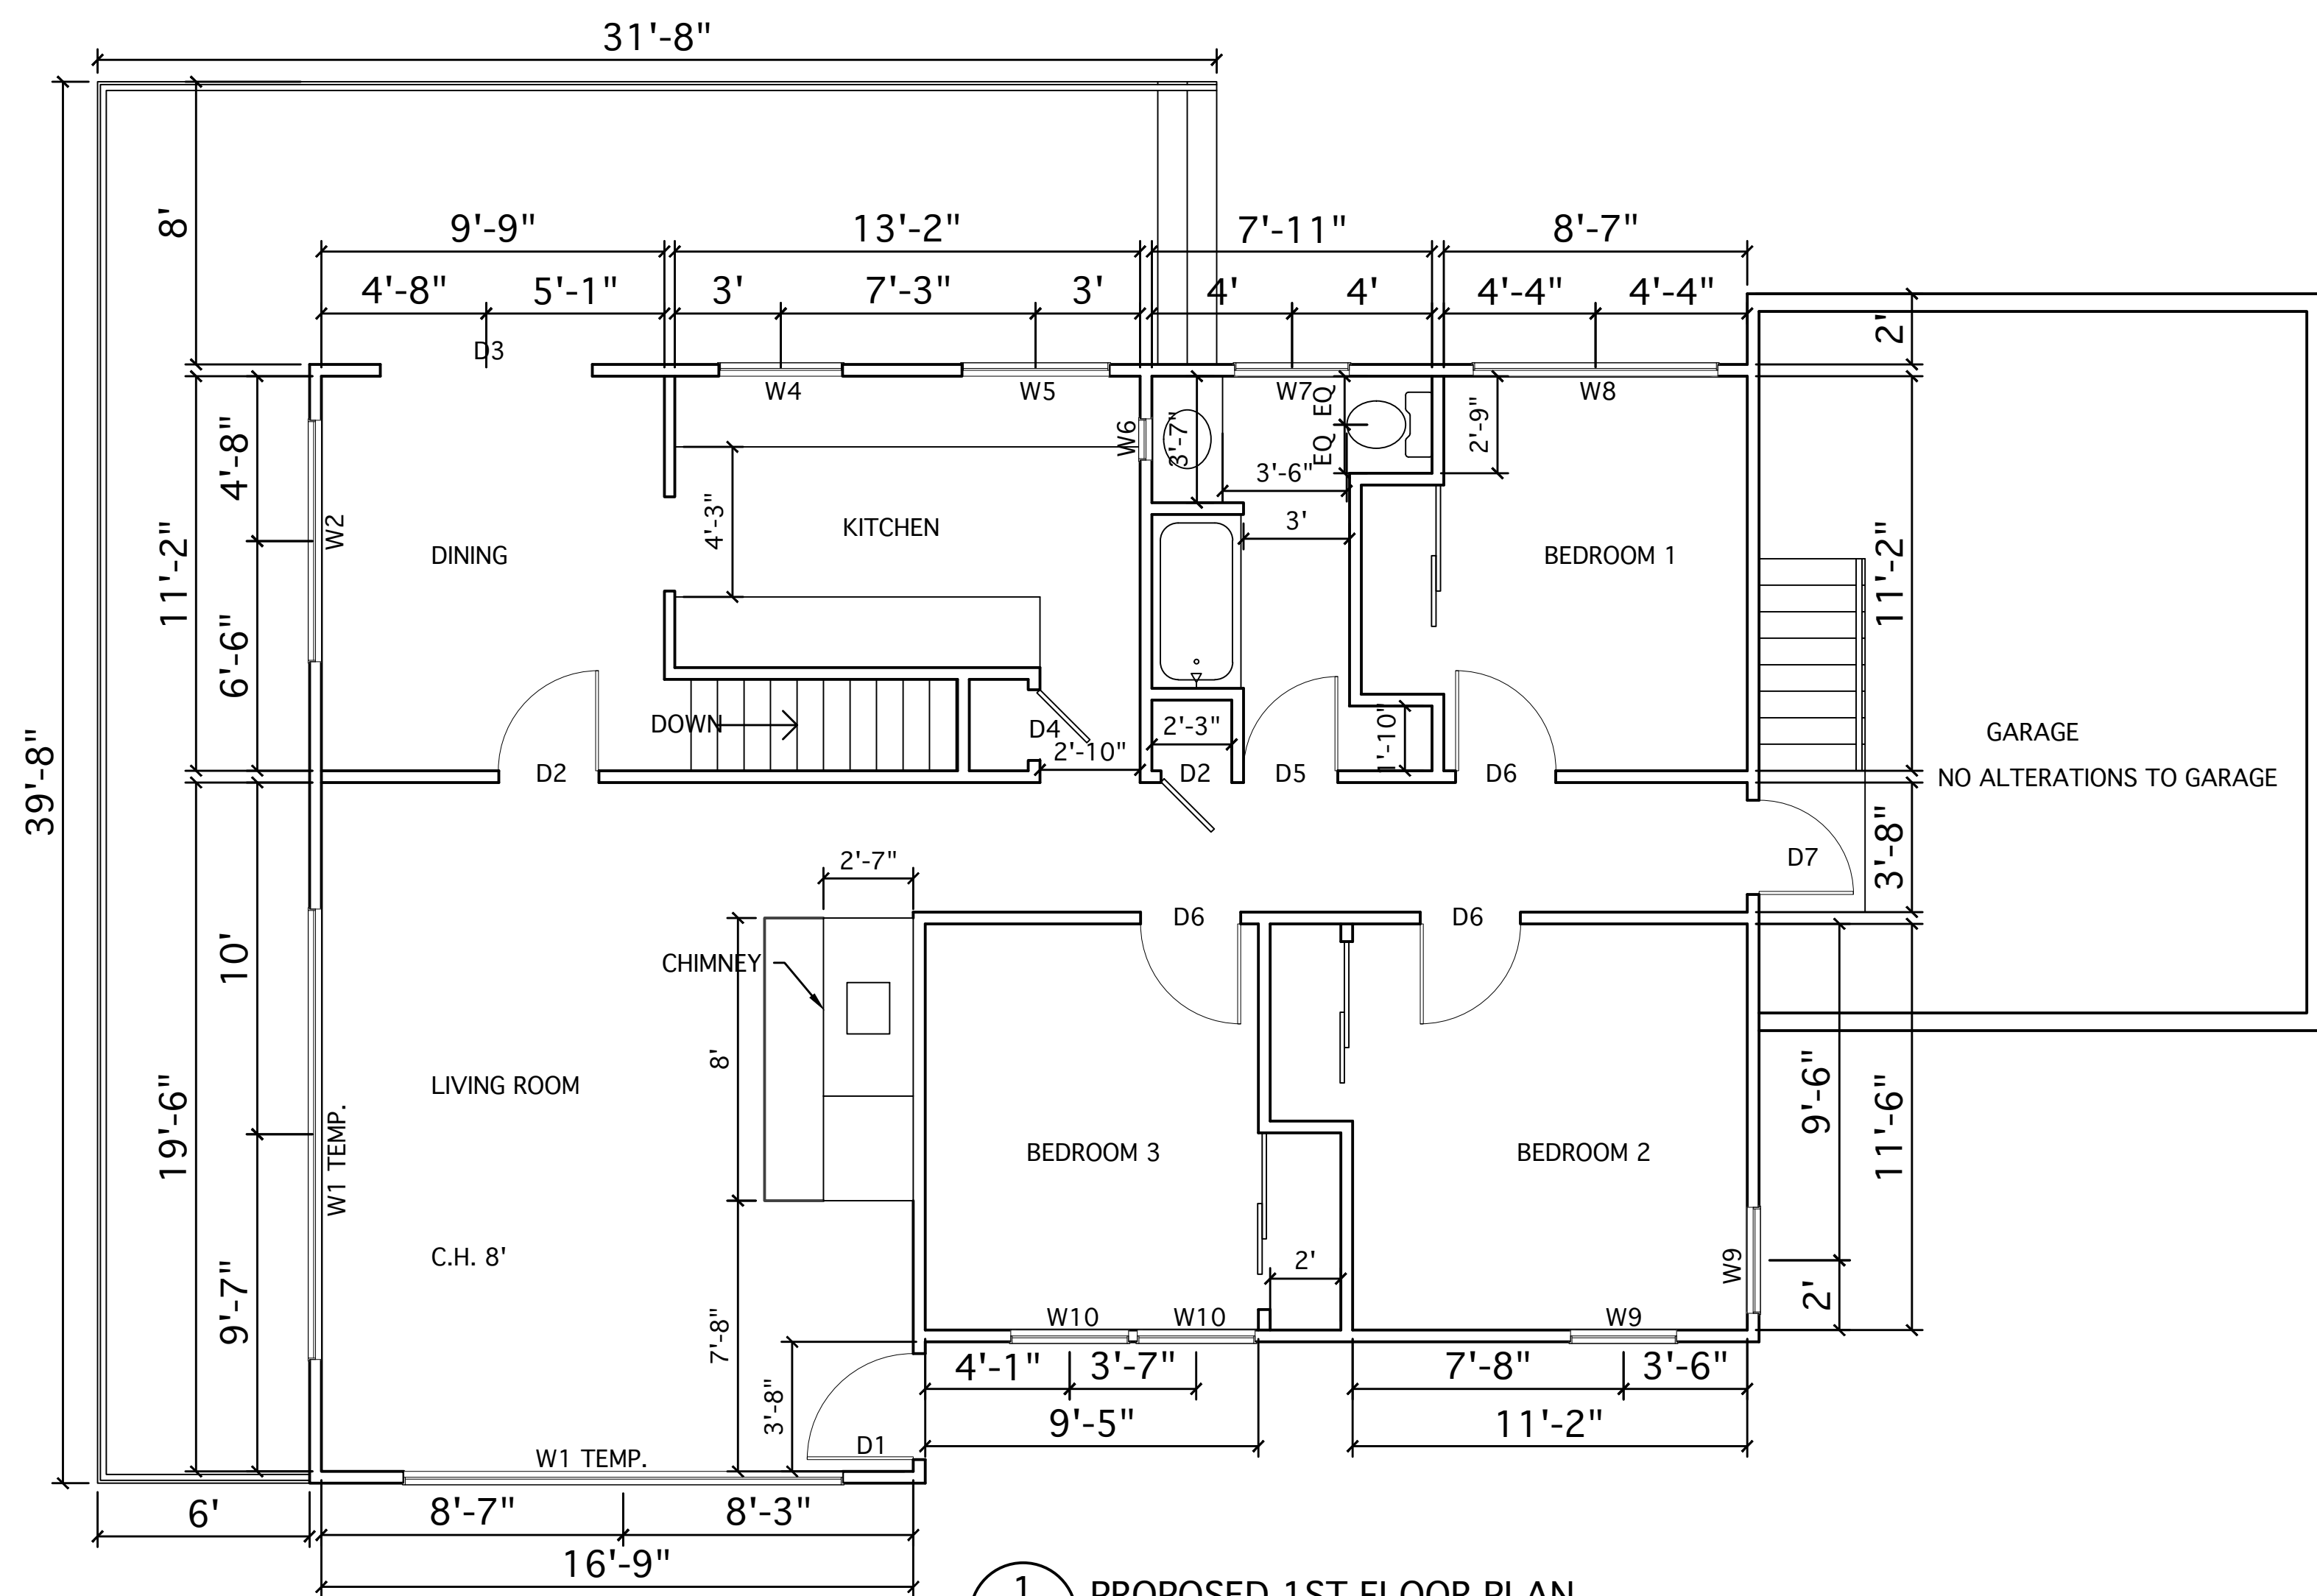 31'-8"
8'
9'-9"
13'-2"
7'-11"
8'-7"
4'-8"
5'-1"
3'
7'-3"
3'
4'
4'
4'-4"
4'-4"
2'
D3
W4
W5
W7
W8
EQ
EQ
4'-8"
W2
W6
3'-7"
2'-9"
3'-6"
3'
4'-3"
11'-2"
DINING
KITCHEN
BEDROOM 1
11'-2"
6'-6"
DOWN
D4
2'-10"
2'-3"
1'-10"
GARAGE
NO ALTERATIONS TO GARAGE
D2
D2
D5
D6
39'-8"
2'-7"
D7
3'-8"
D6
D6
10'
CHIMNEY
8'
LIVING ROOM
19'-6"
W1 TEMP.
BEDROOM 3
BEDROOM 2
9'-6"
11'-6"
C.H. 8'
2'
W9
2'
9'-7"
7'-8"
W10
W10
W9
4'-1"
3'-7"
7'-8"
3'-6"
3'-8"
9'-5"
11'-2"
D1
W1 TEMP.
6'
8'-7"
8'-3"
16'-9"
1
PROPOSED 1ST FLOOR PLAN